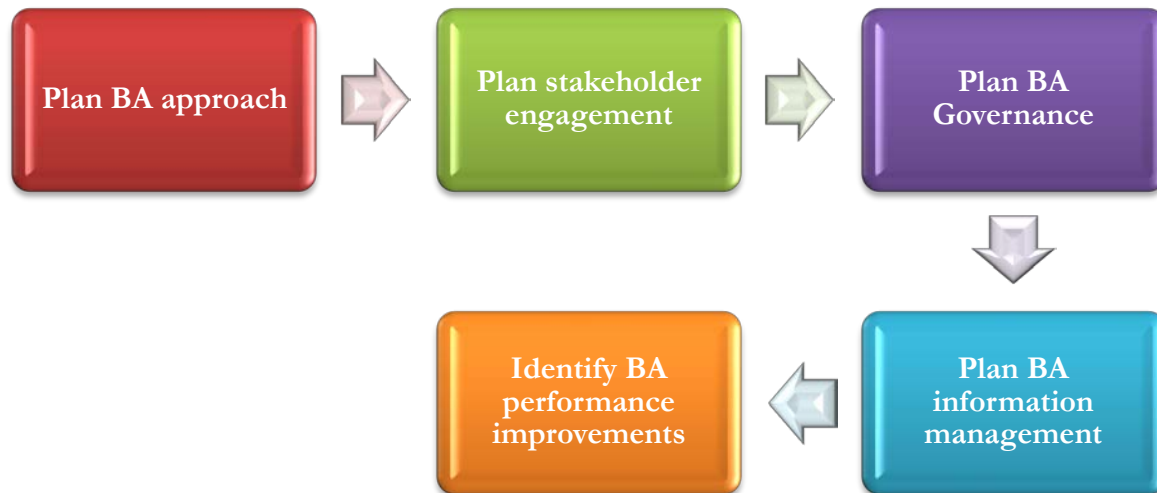 Plan BA approach
Plan stakeholder
engagement
Plan BA
Governance
Plan BA
information
management
Identify BA
performance
improvements